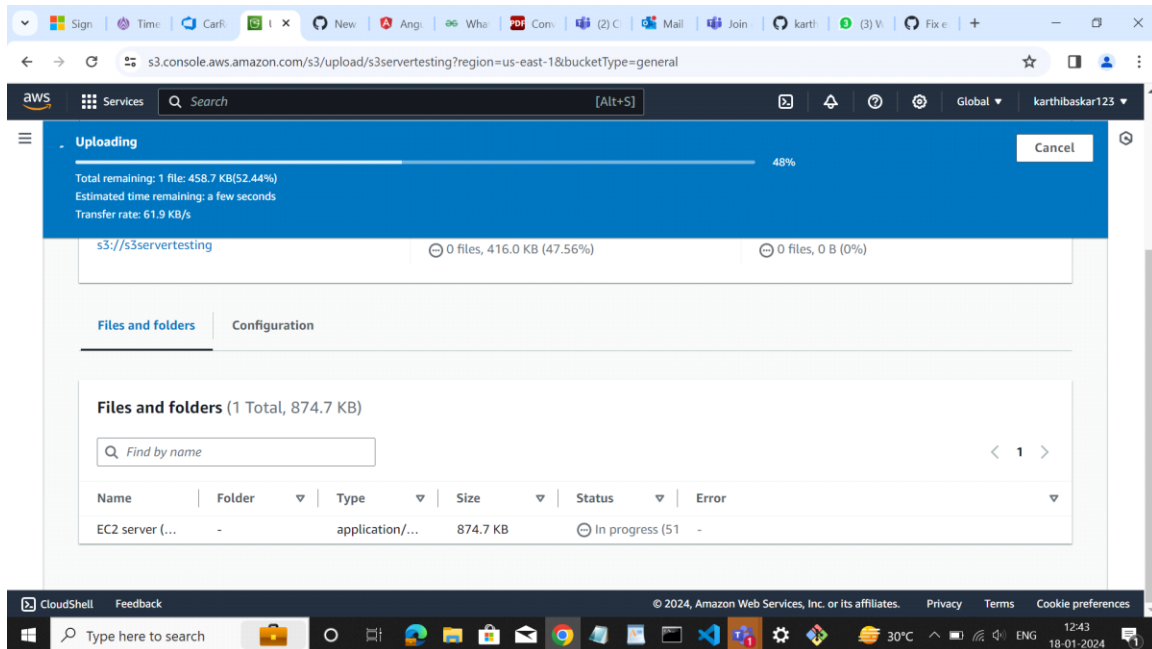 Sign Time CarR New Ang Wha PDF Conv (2) C Mail Join karth (3) W Fix e
s3.console.aws.amazon.com/s3/upload/s3servertesting?region=us-east-1&bucketType=general
aws Services Search [Alt+S] Global karthibaskar123
Uploading
Cancel
48%
Total remaining: 1 file: 458.7 KB(52.44%)
Estimated time remaining: a few seconds
Transfer rate: 61.9 KB/s
s3://s3servertesting 0 files, 416.0 KB (47.56%) 0 files, 0 B (0%)
Files and folders Configuration
Files and folders (1 Total, 874.7 KB)
Find by name 1
Name Folder Type Size Status Error
EC2 server (... - application/... 874.7 KB In progress (51 -
CloudShell Feedback © 2024, Amazon Web Services, Inc. or its affiliates. Privacy Terms Cookie preferences
Type here to search 30°C ENG 12:43
18-01-2024